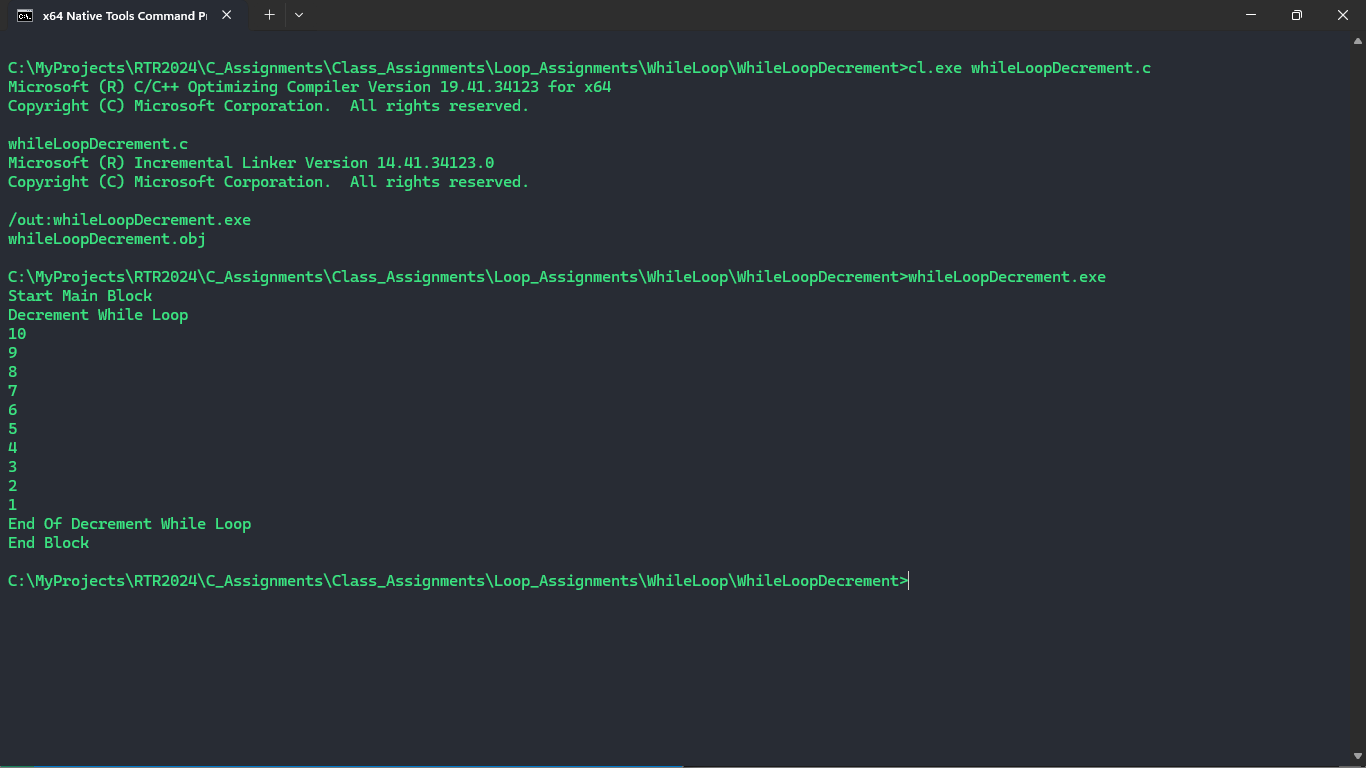 x64 Native Tools Command P
C:\MyProjects\RTR2024\C_Assignments\Class_Assignments\Loop_Assignments\WhileLoop\WhileLoopDecrement>cl.exe whileLoopDecrement.c
Microsoft (R) C/C++ Optimizing Compiler Version 19.41.34123 for x64
Copyright (C) Microsoft Corporation.  All rights reserved.
whileLoopDecrement.c
Microsoft (R) Incremental Linker Version 14.41.34123.0
Copyright (C) Microsoft Corporation.  All rights reserved.
/out:whileLoopDecrement.exe
whileLoopDecrement.obj
C:\MyProjects\RTR2024\C_Assignments\Class_Assignments\Loop_Assignments\WhileLoop\WhileLoopDecrement>whileLoopDecrement.exe
Start Main Block
Decrement While Loop
10
9
8
7
6
5
4
3
2
1
End Of Decrement While Loop
End Block
C:\MyProjects\RTR2024\C_Assignments\Class_Assignments\Loop_Assignments\WhileLoop\WhileLoopDecrement>